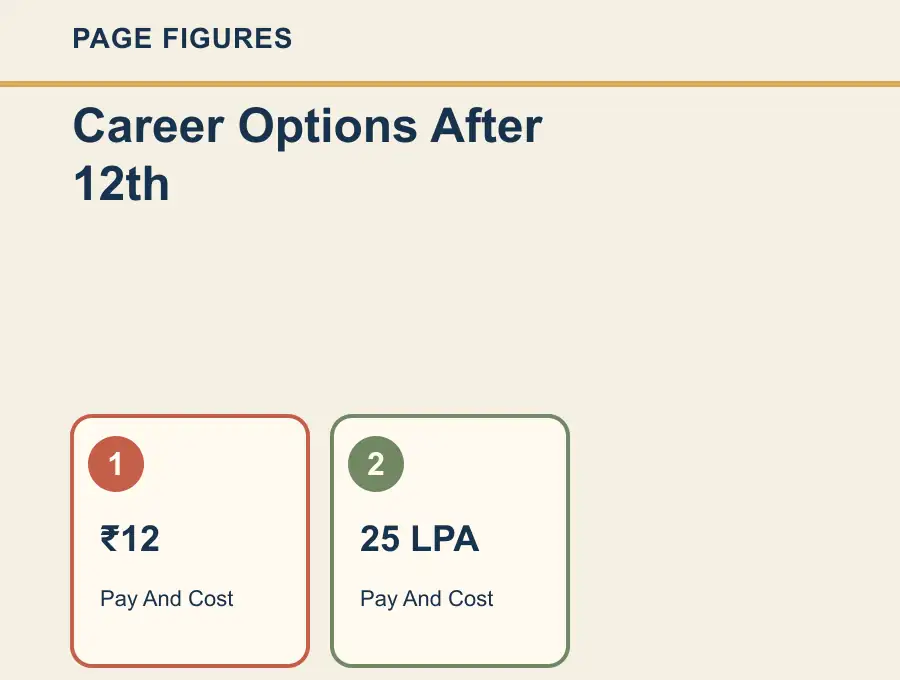 PAGE FIGURES
Career Options After
12th
1
₹12
Pay And Cost
2
25 LPA
Pay And Cost